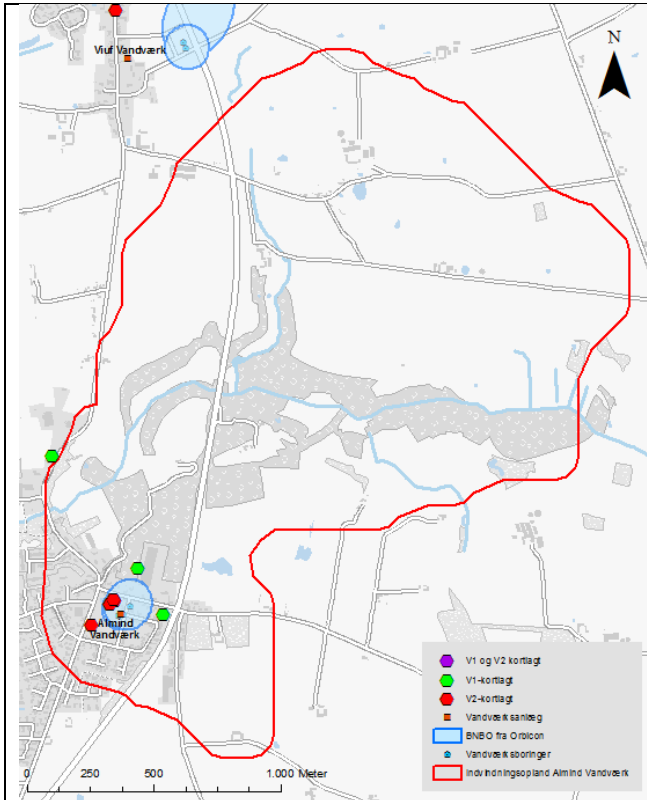 Viuf Vandværk
N
Almind
Vandværk
V1 og V2 kortlagt
V1-kortlagt
V2-kortlagt
Vandværksanlæg
BNBO fra Orbicon
Vandværksboringer
Indvindingsopland Almind Vandværk
0 250 500 1.000 Meter